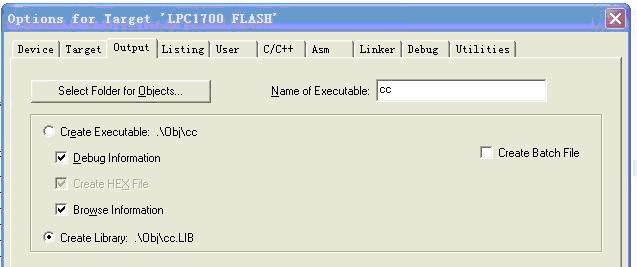 Options for Target 'LPC1700 FLASH'
Device Target Output Listing User C/C++ Asm Linker Debug Utilities
Select Folder for Objects... Name of Executable: cc
Create Executable: .\Obj\cc
Debug Information
Create Batch File
Create HEX File
Browse Information
Create Library: .\Obj\cc.LIB